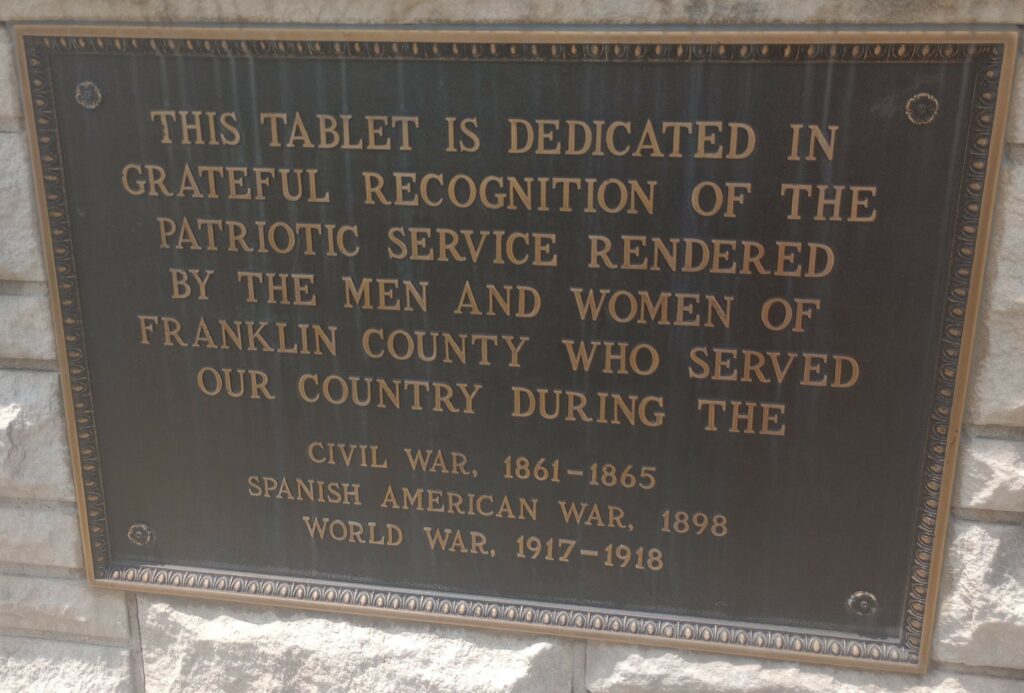 THIS TABLET IS DEDICATED IN
GRATEFUL RECOGNITION OF THE
PATRIOTIC SERVICE RENDERED
BY THE MEN AND WOMEN OF
FRANKLIN COUNTY WHO SERVED
OUR COUNTRY DURING THE
CIVIL WAR, 1861-1865
SPANISH AMERICAN WAR, 1898
WORLD WAR, 1917-1918